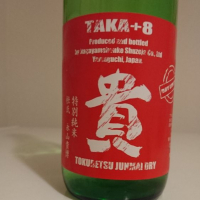 TAKA+8
Produced and bottled
by Nagayamahonke Shuzoujo Co.,Ltd
Yamaguchi, Japan
貴
特別純米
TOKUBETSU JUNMAI DRY